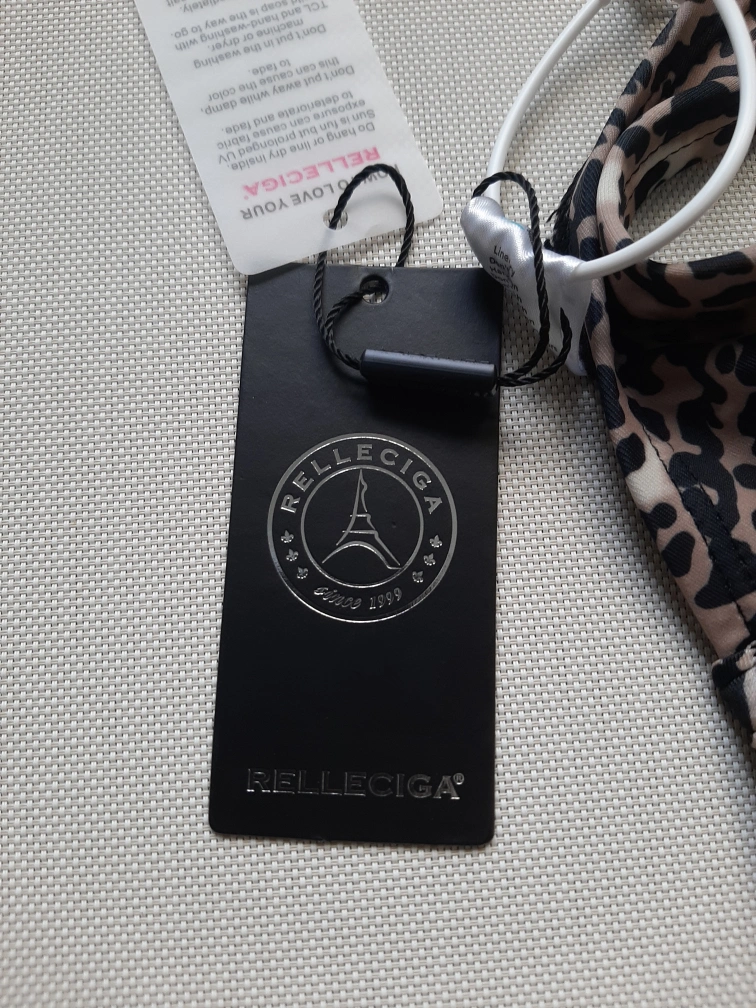 HOW TO LOVE YOUR
RELLECIGA®
Do hang or line dry inside.
Sun is fun but prolonged UV
exposure can cause fabric
to deteriorate and fade.
Don't put away while damp,
this can cause the color
to fade.
Don't put in the washing
machine or dryer.
TCL and hand-washing with
soap is the way to go
RELLECIGA
since 1999
RELLECIGA®